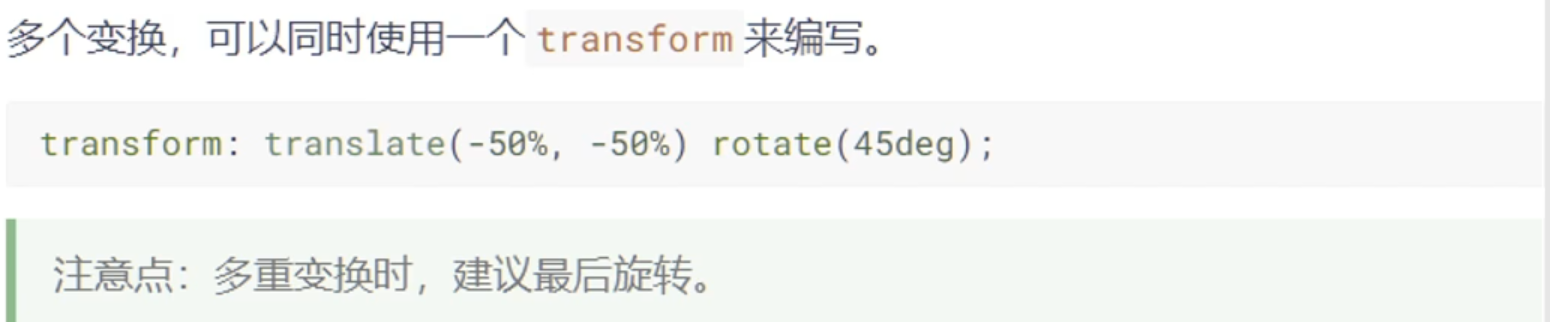 多个变换，可以同时使用一个 transform 来编写。
transform: translate(-50%, -50%) rotate(45deg);
注意点：多重变换时，建议最后旋转。